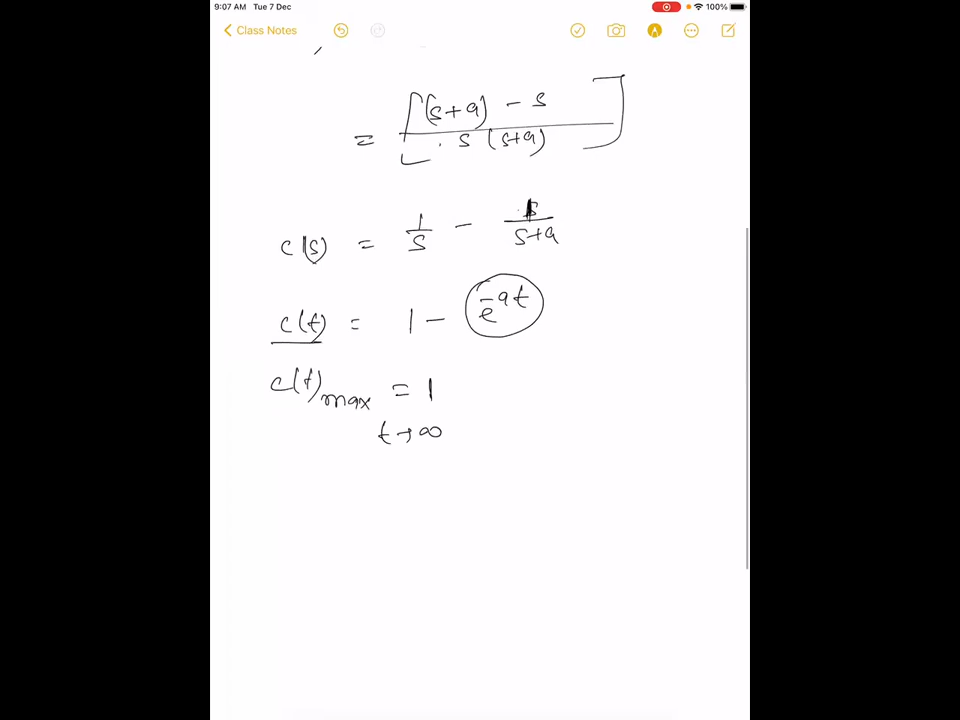 9:07 AM Tue 7 Dec 100%
Class Notes
= [ (s+a) - s / s (s+a) ]
c(s) = 1/s - 1/s+a
c(t) = 1 - e^-at
c(t)max = 1
t→∞